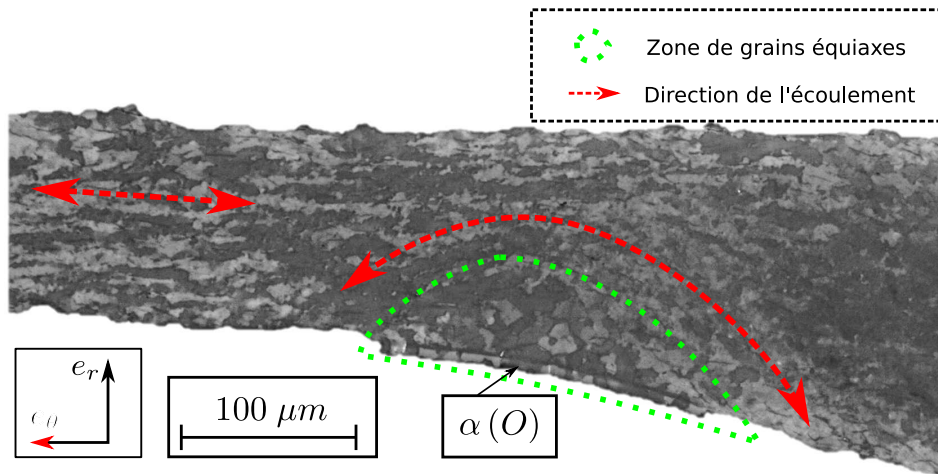 Zone de grains équiaxes
Direction de l'écoulement
e_r
100 μm
α (O)